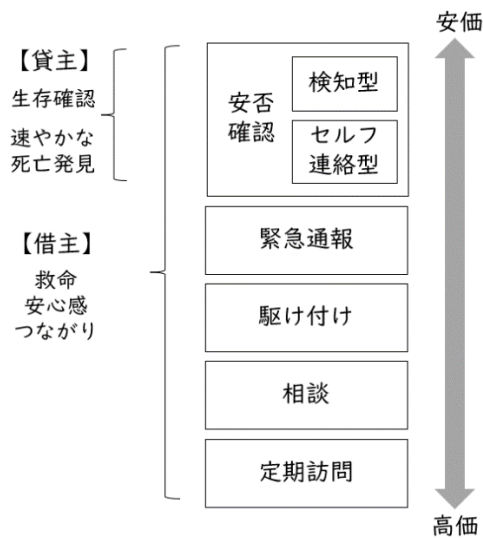 安価
【貸主】
生存確認
速やかな
死亡発見
安否
確認
検知型
セルフ
連絡型
【借主】
救命
安心感
つながり
緊急通報
駆け付け
相談
定期訪問
高価